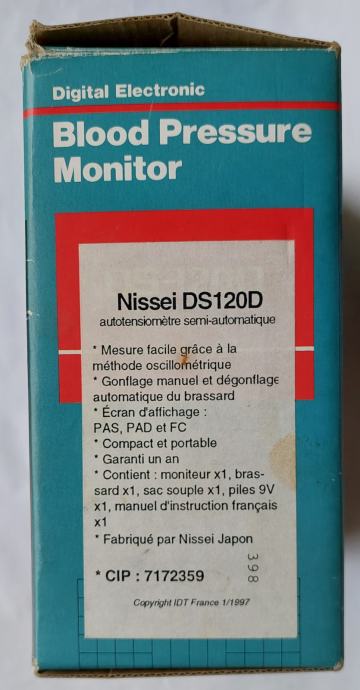 Digital Electronic
Blood Pressure
Monitor
Nissei DS120D
autotensiomètre semi-automatique
* Mesure facile grâce à la
méthode oscillométrique
* Gonflage manuel et dégonflage
automatique du brassard
* Écran d'affichage :
PAS, PAD et FC
* Compact et portable
* Garanti un an
* Contient : moniteur x1, bras-
sard x1, sac souple x1, piles 9V
x1, manuel d'instruction français
x1
* Fabriqué par Nissei Japon
398
* CIP : 7172359
Copyright IDT France 1/1997